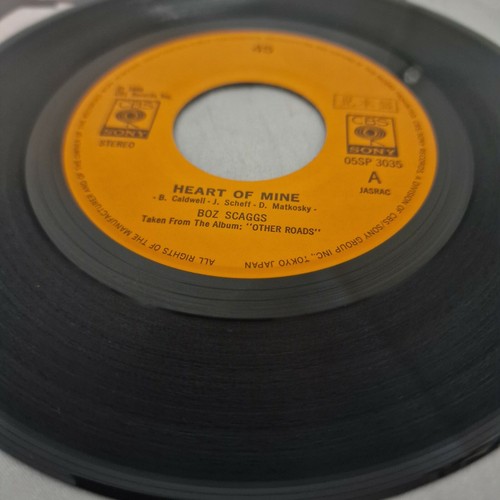 45
CBS
SONY
STEREO
CBS
SONY
05SP 3035
A
JASRAC
HEART OF MINE
- B. Caldwell - J. Scheff - D. Matkosky -
BOZ SCAGGS
Taken From The Album: "OTHER ROADS"
ALL RIGHTS OF THE MANUFACTURER AND OF
CBS/SONY GROUP INC., TOKYO JAPAN